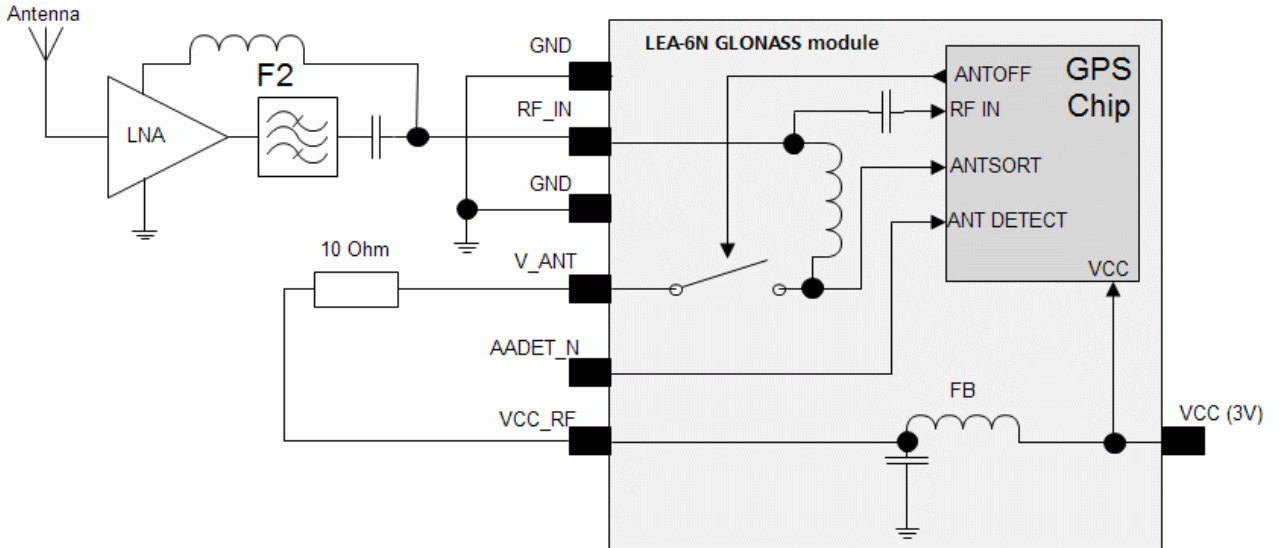 Antenna
GND
LEA-6N GLONASS module
F2
ANTOFF
GPS
Chip
RF_IN
RF IN
LNA
ANTSORT
GND
ANT DETECT
10 Ohm
V_ANT
VCC
AADET_N
FB
VCC_RF
VCC (3V)